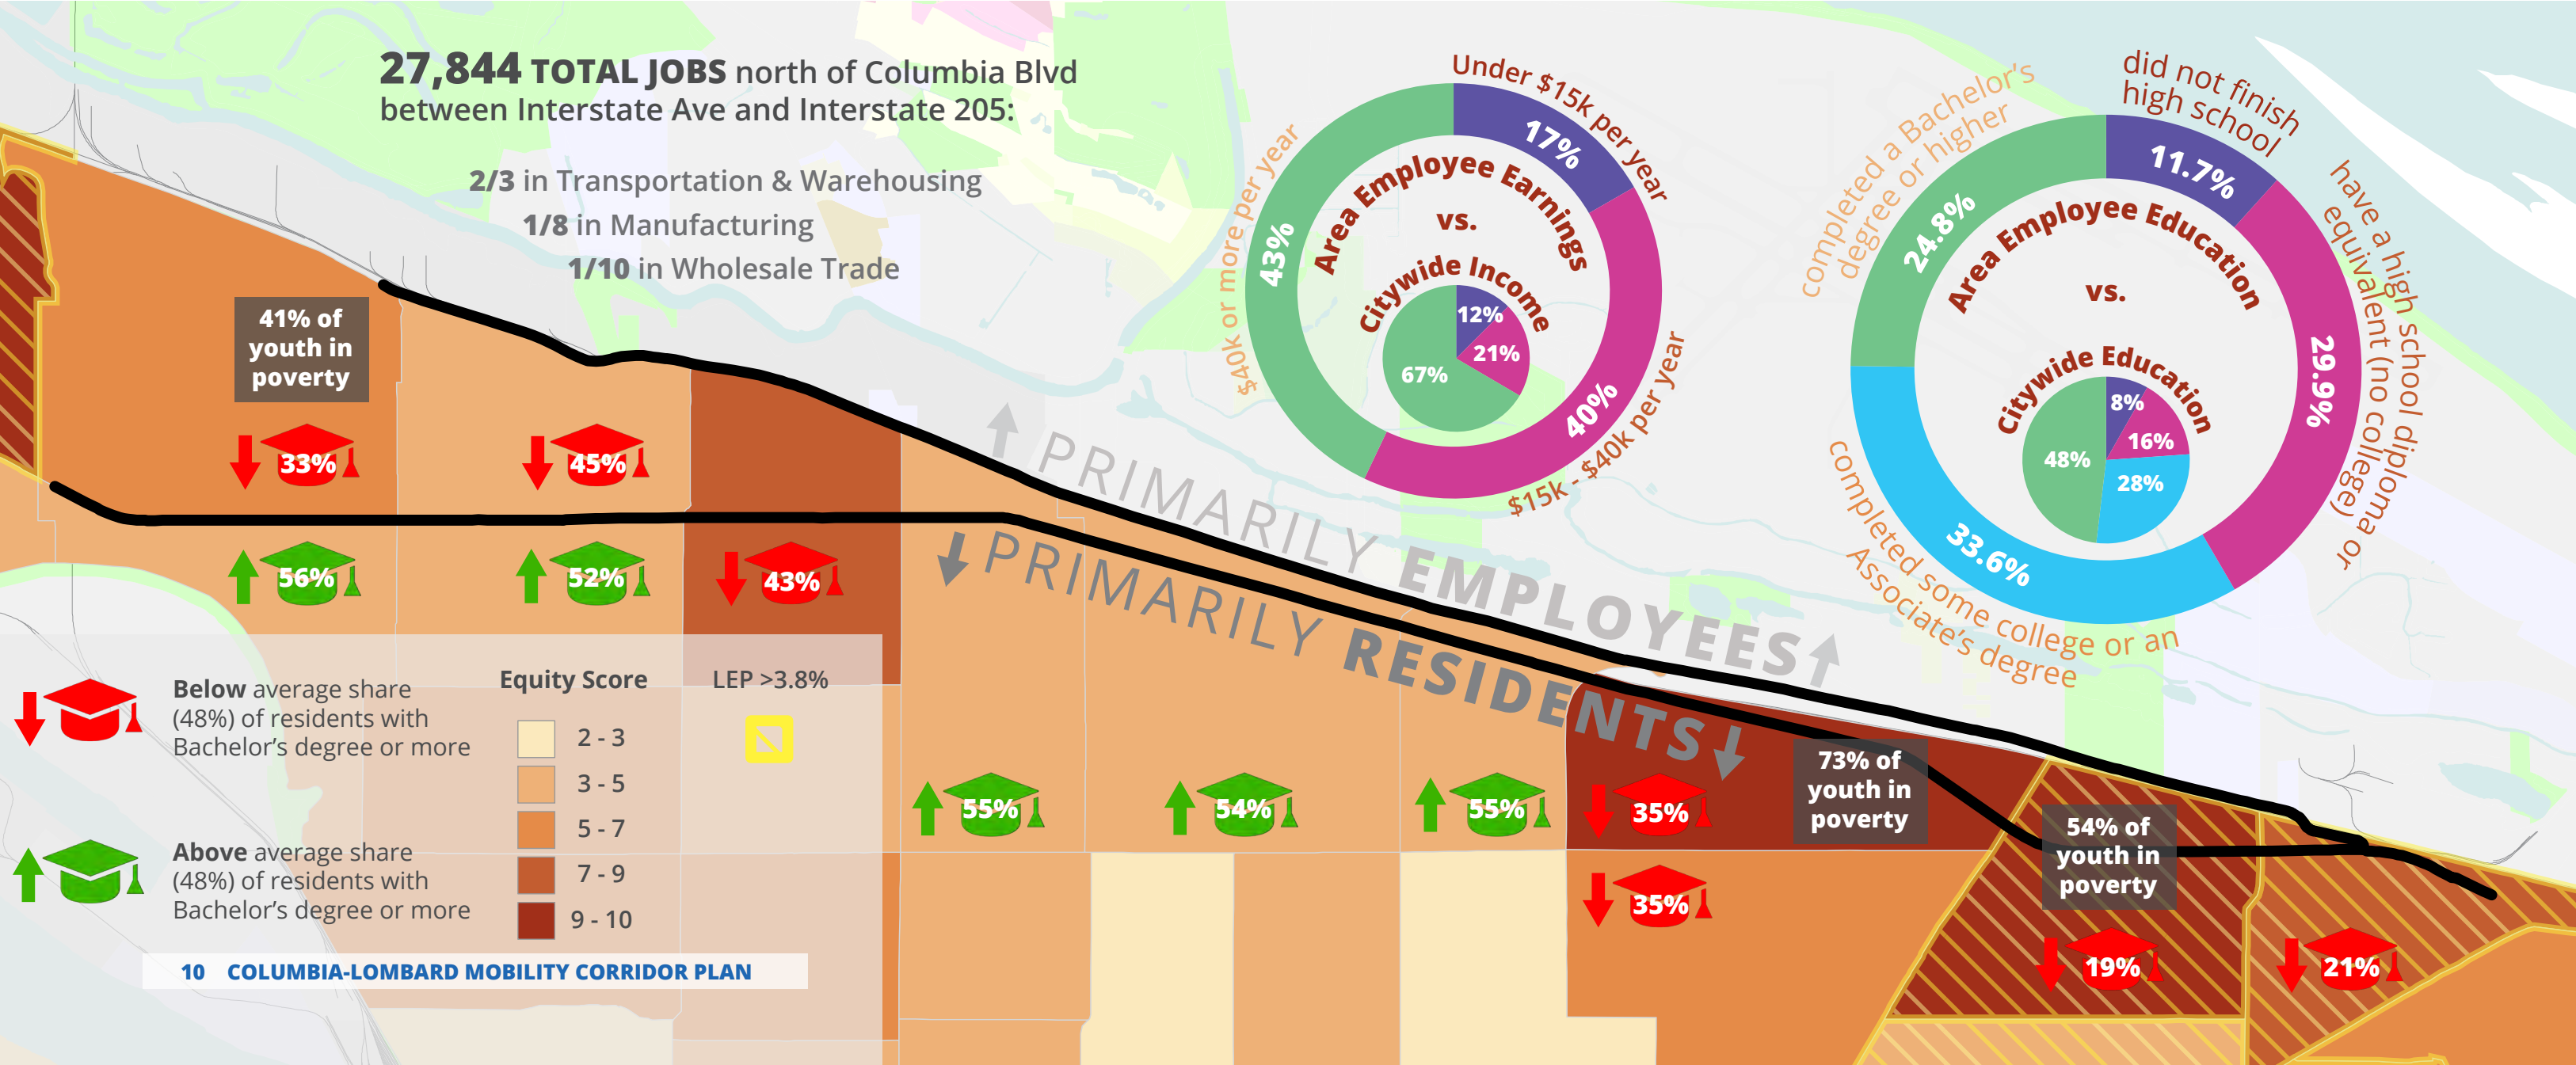 27,844 TOTAL JOBS north of Columbia Blvd
between Interstate Ave and Interstate 205:
2/3 in Transportation & Warehousing
1/8 in Manufacturing
1/10 in Wholesale Trade
Under $15k per year
$15k - $40k per year
$40k or more per year
17%
40%
43%
Area Employee Earnings
vs.
Citywide Income
12%
21%
67%
did not finish
high school
have a high school diploma or
equivalent (no college)
completed some college or an
Associate's degree
completed a Bachelor's
degree or higher
11.7%
29.9%
33.6%
24.8%
Area Employee Education
vs.
Citywide Education
8%
16%
28%
48%
41% of
youth in
poverty
33%
45%
56%
52%
43%
PRIMARILY EMPLOYEES
PRIMARILY RESIDENTS
55%
54%
55%
35%
73% of
youth in
poverty
54% of
youth in
poverty
35%
19%
21%
Below average share
(48%) of residents with
Bachelor's degree or more
Above average share
(48%) of residents with
Bachelor's degree or more
Equity Score
2 - 3
3 - 5
5 - 7
7 - 9
9 - 10
LEP >3.8%
10 COLUMBIA-LOMBARD MOBILITY CORRIDOR PLAN